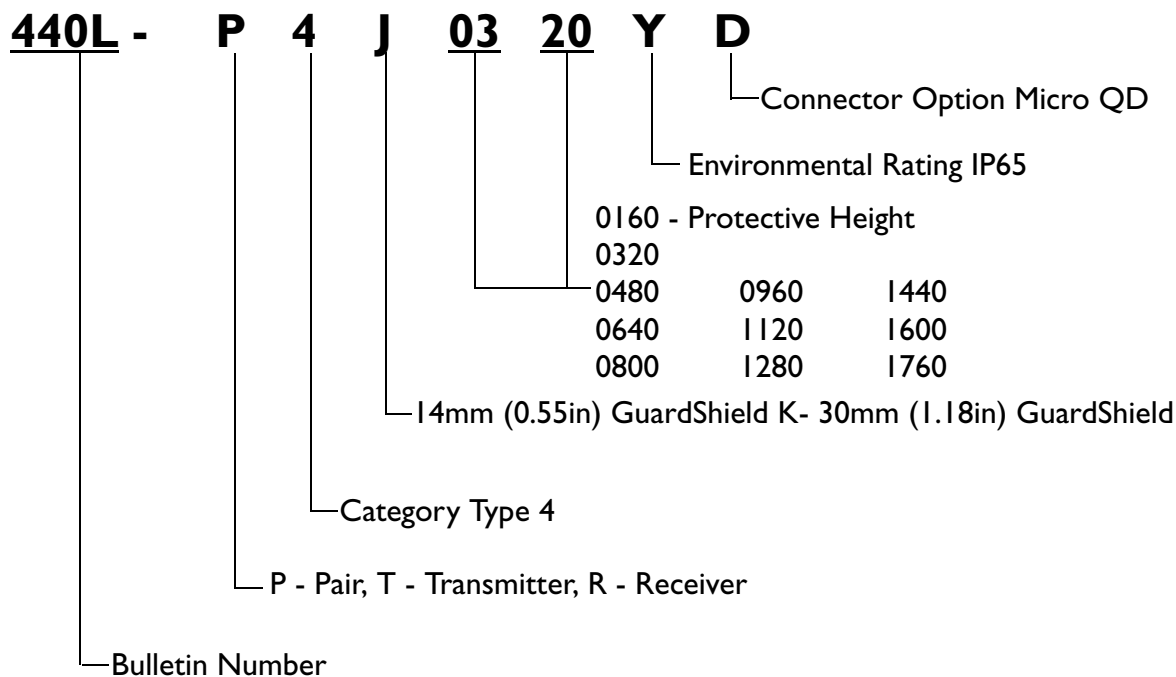 440L - P 4 J 03 20 Y D
Connector Option Micro QD
Environmental Rating IP65
0160 - Protective Height
0320
0480 0960 1440
0640 1120 1600
0800 1280 1760
14mm (0.55in) GuardShield K- 30mm (1.18in) GuardShield
Category Type 4
P - Pair, T - Transmitter, R - Receiver
Bulletin Number